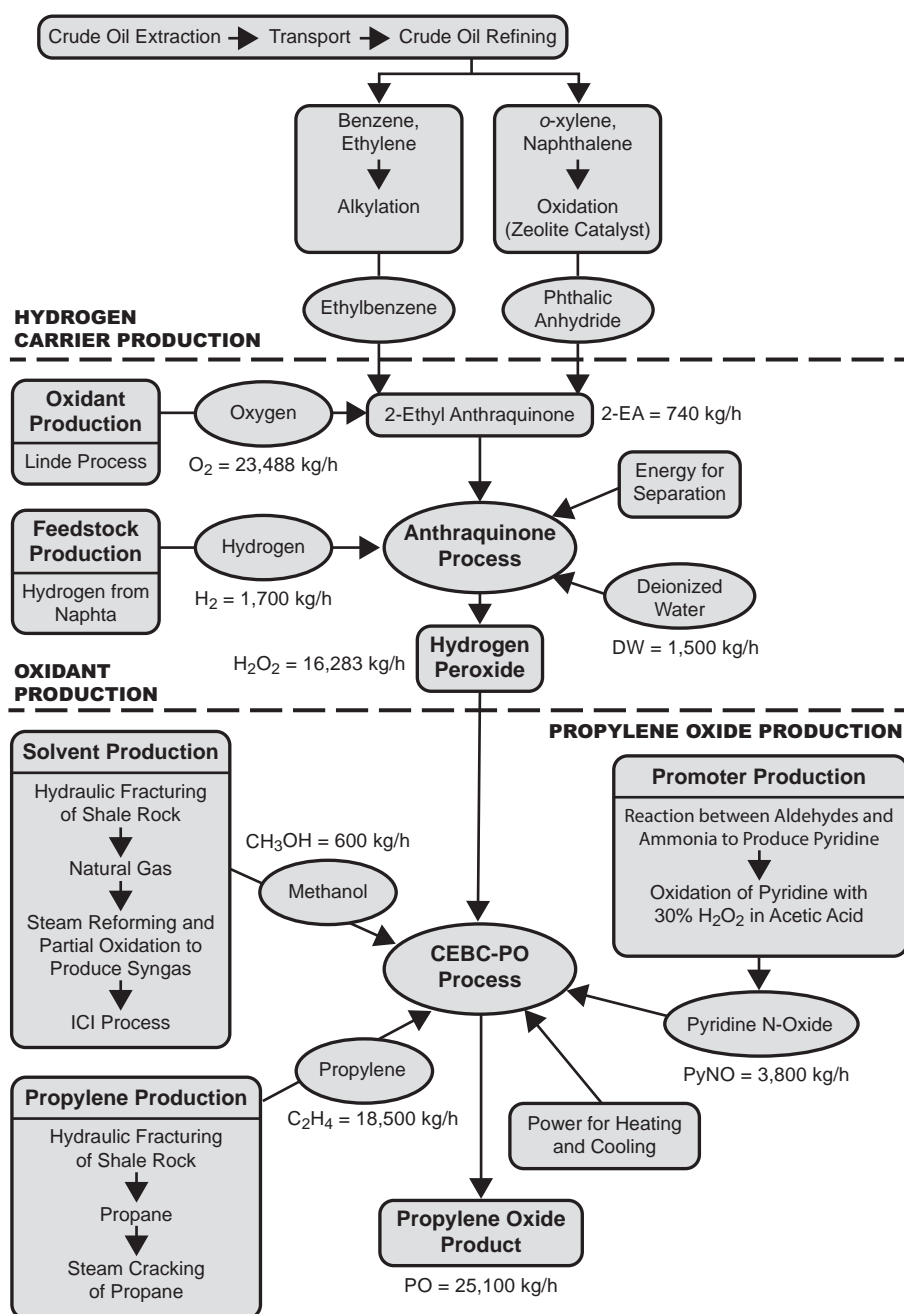 Crude Oil Extraction
Transport
Crude Oil Refining
Benzene,
Ethylene
Alkylation
o-xylene,
Naphthalene
Oxidation
(Zeolite Catalyst)
Ethylbenzene
Phthalic
Anhydride
HYDROGEN
CARRIER PRODUCTION
Oxidant
Production
Linde Process
Oxygen
O₂ = 23,488 kg/h
2-Ethyl Anthraquinone
2-EA = 740 kg/h
Energy for
Separation
Feedstock
Production
Hydrogen from
Naphta
Hydrogen
H₂ = 1,700 kg/h
Anthraquinone
Process
Deionized
Water
DW = 1,500 kg/h
H₂O₂ = 16,283 kg/h
Hydrogen
Peroxide
OXIDANT
PRODUCTION
PROPYLENE OXIDE PRODUCTION
Solvent Production
Hydraulic Fracturing
of Shale Rock
Natural Gas
Steam Reforming and
Partial Oxidation to
Produce Syngas
ICI Process
CH₃OH = 600 kg/h
Methanol
Promoter Production
Reaction between Aldehydes and
Ammonia to Produce Pyridine
Oxidation of Pyridine with
30% H₂O₂ in Acetic Acid
CEBC-PO
Process
Pyridine N-Oxide
PyNO = 3,800 kg/h
Propylene Production
Hydraulic Fracturing
of Shale Rock
Propane
Steam Cracking
of Propane
Propylene
C₂H₄ = 18,500 kg/h
Power for Heating
and Cooling
Propylene Oxide
Product
PO = 25,100 kg/h